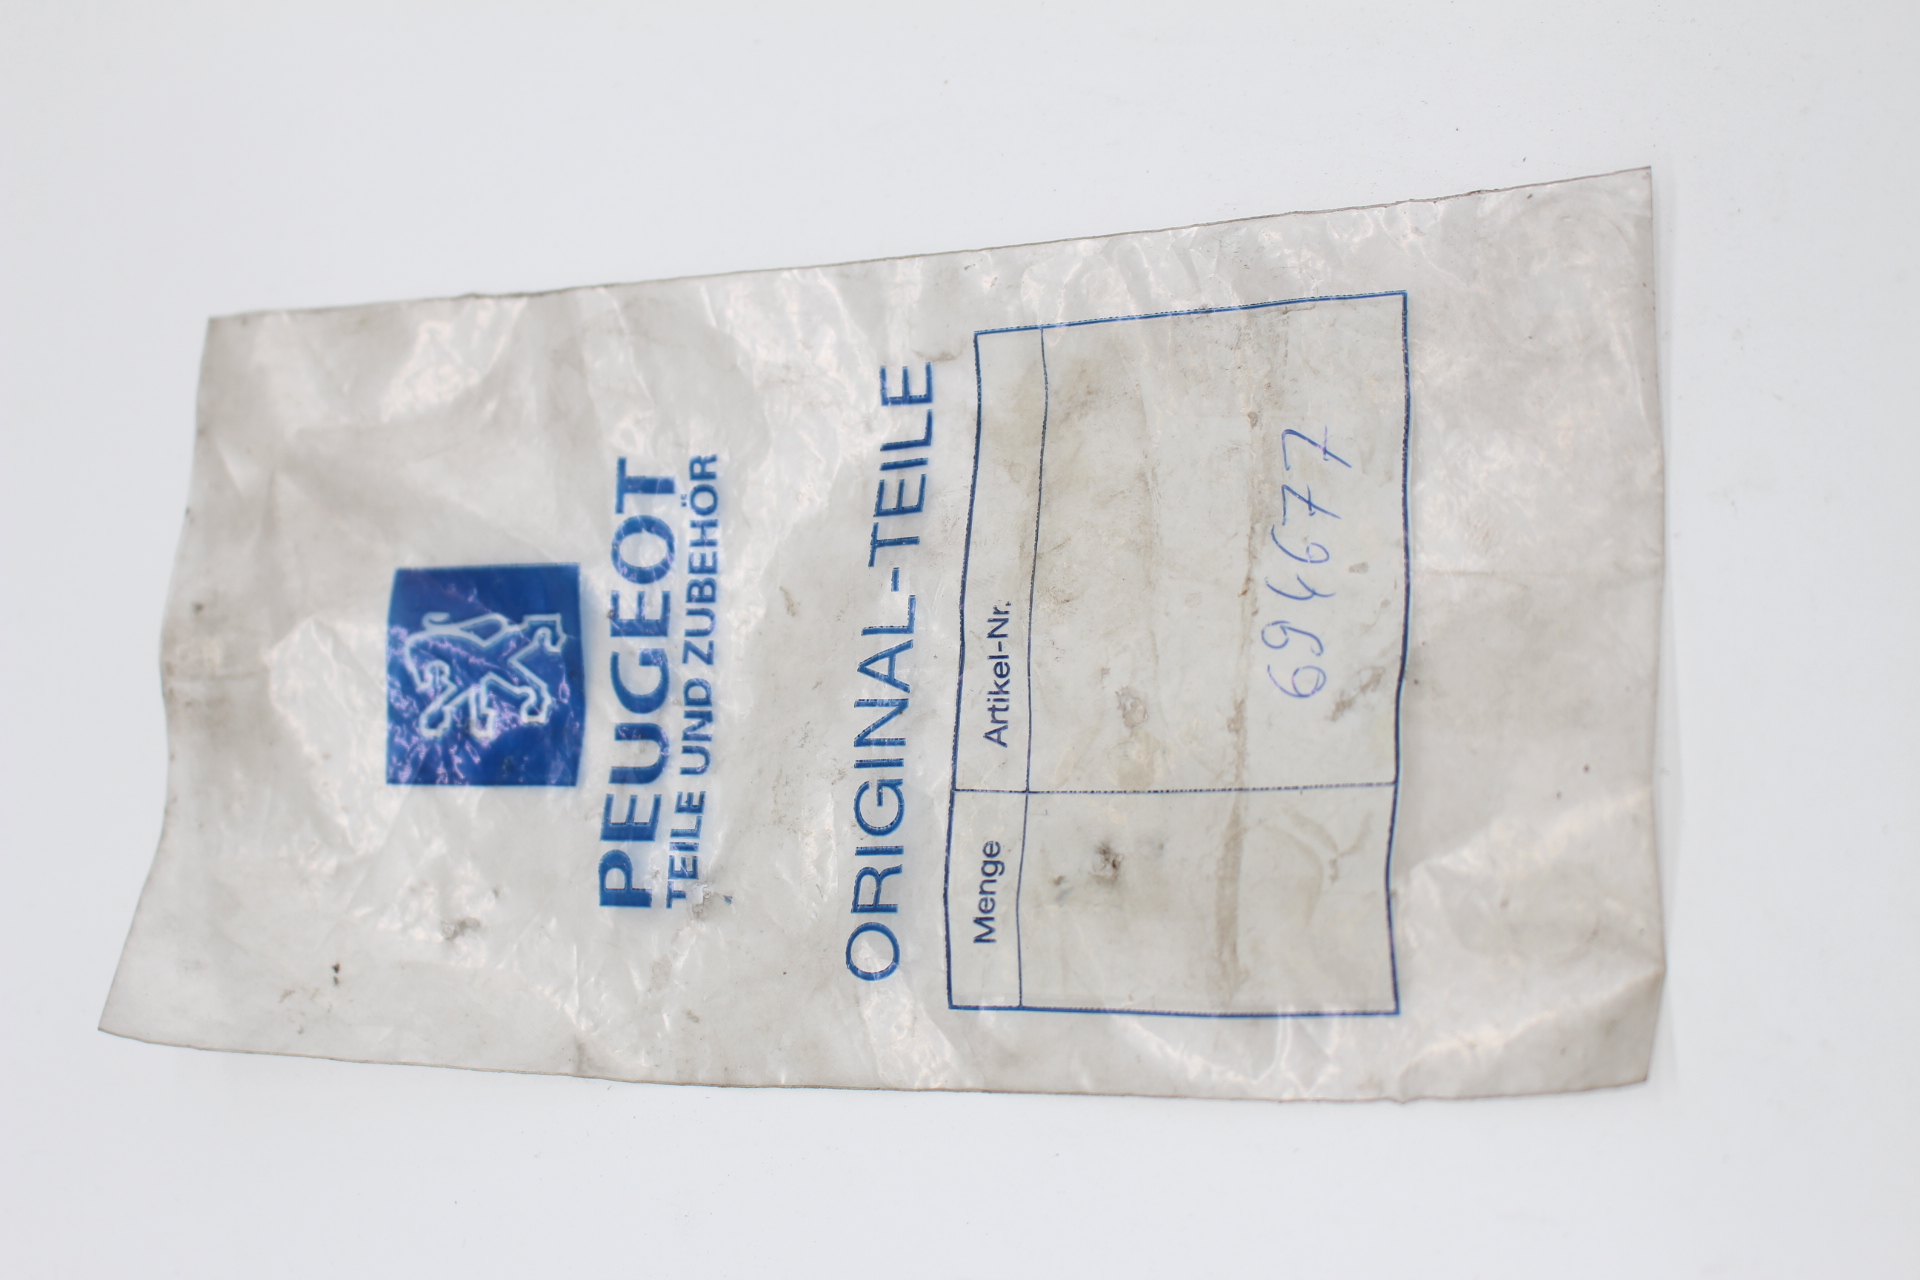 PEUGEOT
TEILE UND ZUBEHÖR
ORIGINAL-TEILE
Menge Artikel-Nr.
694677